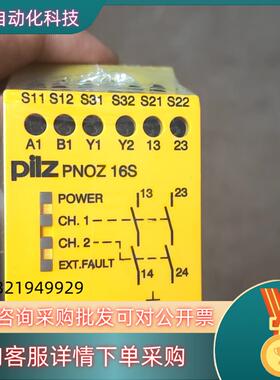 自动化科技
S11 S12 S31 S32 S21 S22
A1 B1 Y1 Y2 13 23
pilz PNOZ 16S
POWER 13 23
CH. 1
CH. 2
EXT.FAULT 14 24
321949929
咨询采购批发可对公开票
客服详情下单采购